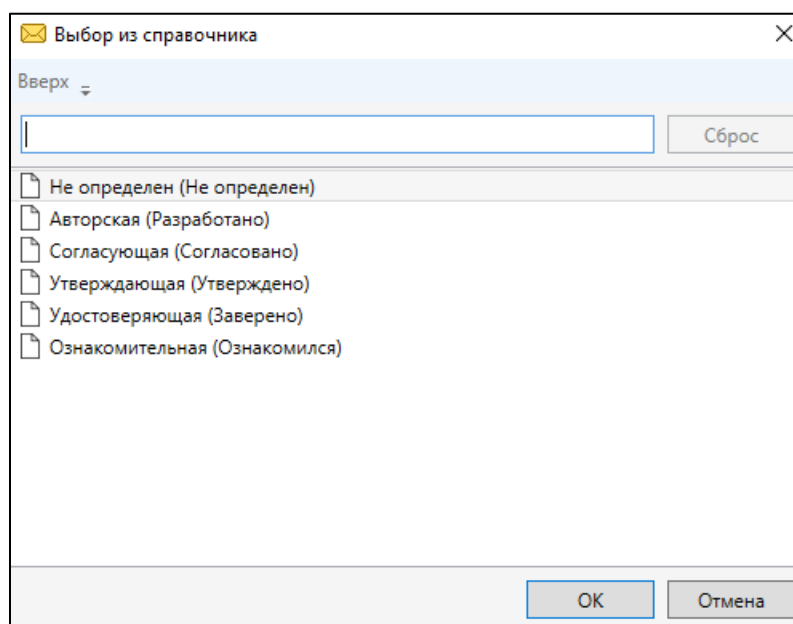 Выбор из справочника
Вверх
Сброс
Не определен (Не определен)
Авторская (Разработано)
Согласующая (Согласовано)
Утверждающая (Утверждено)
Удостоверяющая (Заверено)
Ознакомительная (Ознакомился)
ОК Отмена